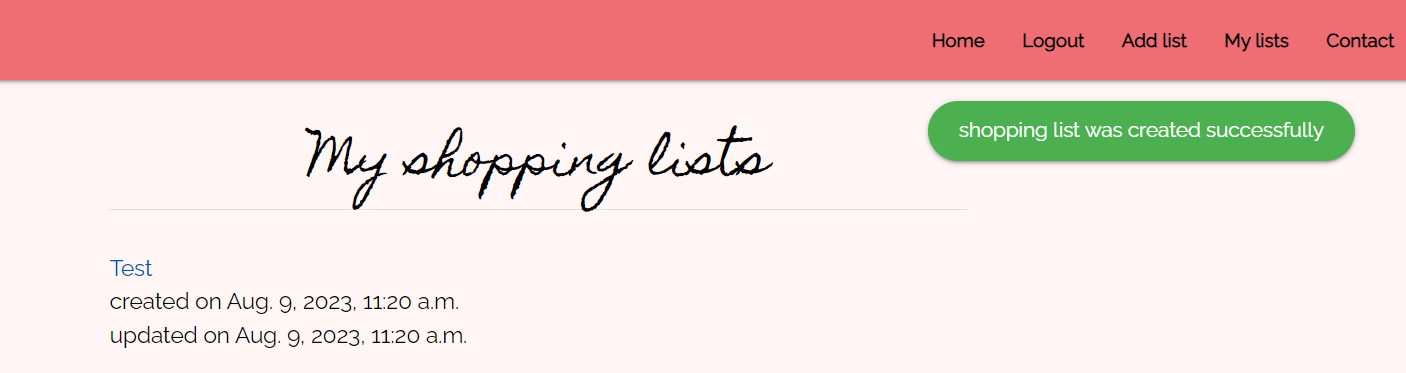 Home Logout Add list My lists Contact
shopping list was created successfully
My shopping lists
Test
created on Aug. 9, 2023, 11:20 a.m.
updated on Aug. 9, 2023, 11:20 a.m.